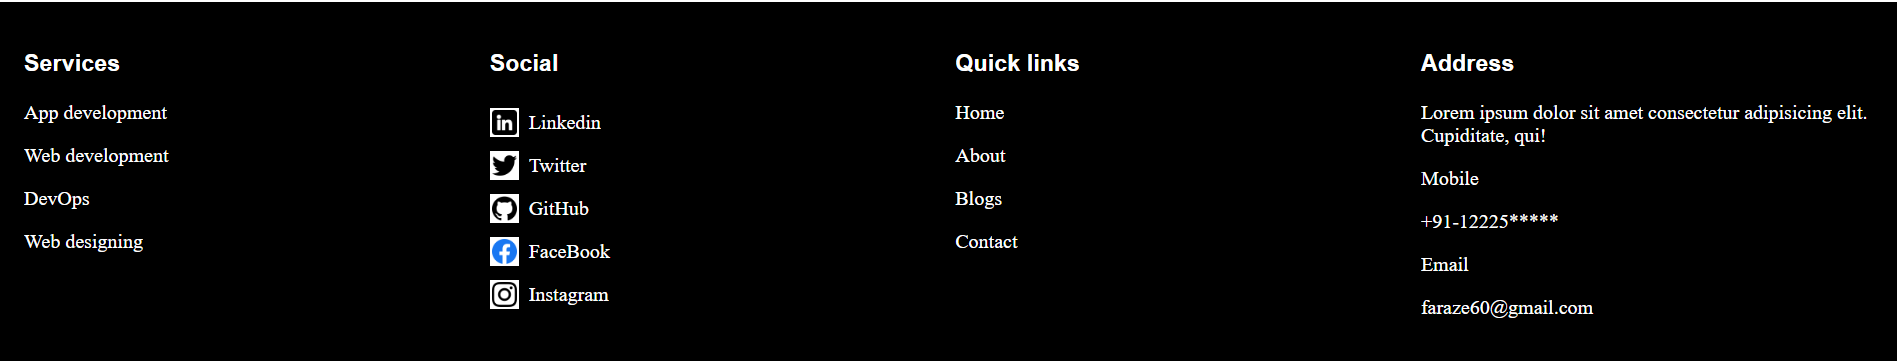 Services
App development
Web development
DevOps
Web designing
Social
Linkedin
Twitter
GitHub
FaceBook
Instagram
Quick links
Home
About
Blogs
Contact
Address
Lorem ipsum dolor sit amet consectetur adipisicing elit.
Cupiditate, qui!
Mobile
+91-12225*****
Email
faraze60@gmail.com